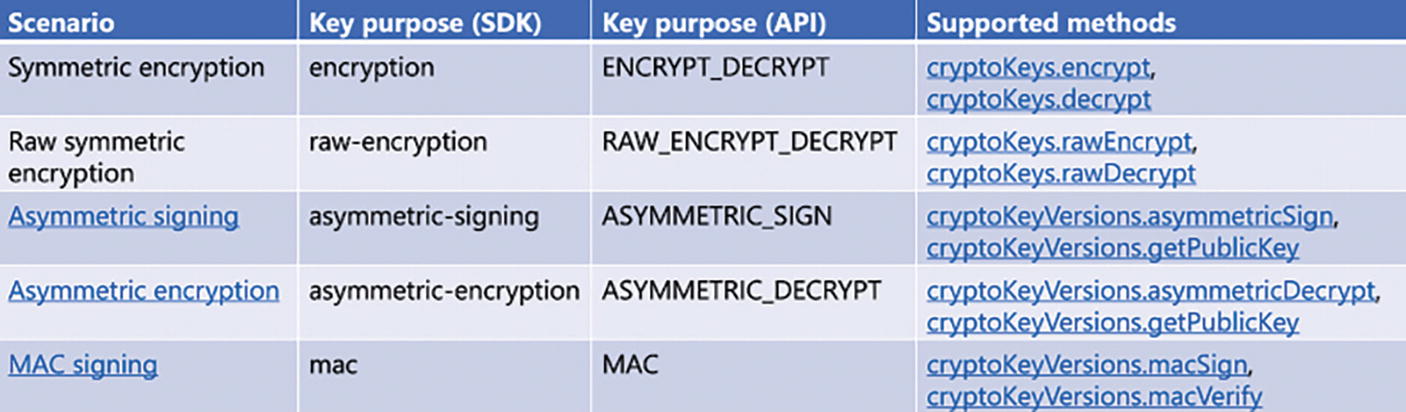 Scenario Key purpose (SDK) Key purpose (API) Supported methods
Symmetric encryption encryption ENCRYPT_DECRYPT cryptoKeys.encrypt,
cryptoKeys.decrypt
Raw symmetric raw-encryption RAW_ENCRYPT_DECRYPT cryptoKeys.rawEncrypt,
encryption cryptoKeys.rawDecrypt
Asymmetric signing asymmetric-signing ASYMMETRIC_SIGN cryptoKeyVersions.asymmetricSign,
cryptoKeyVersions.getPublicKey
Asymmetric encryption asymmetric-encryption ASYMMETRIC_DECRYPT cryptoKeyVersions.asymmetricDecrypt,
cryptoKeyVersions.getPublicKey
MAC signing mac MAC cryptoKeyVersions.macSign,
cryptoKeyVersions.macVerify